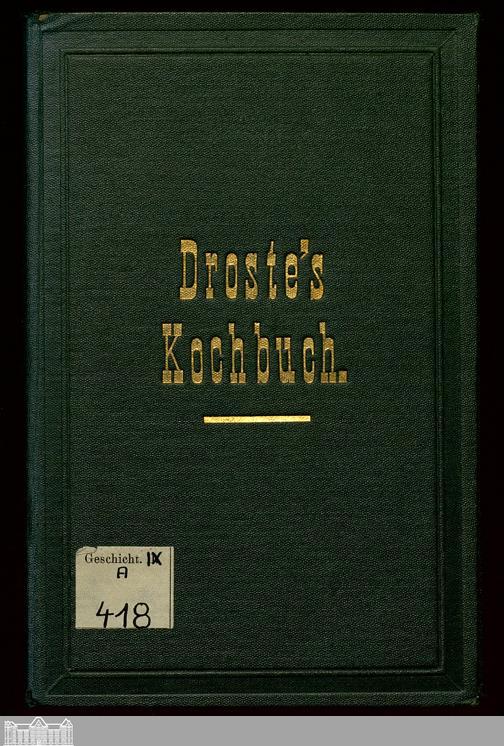 Droste's
Kochbuch.
Geschicht. IX
A
418